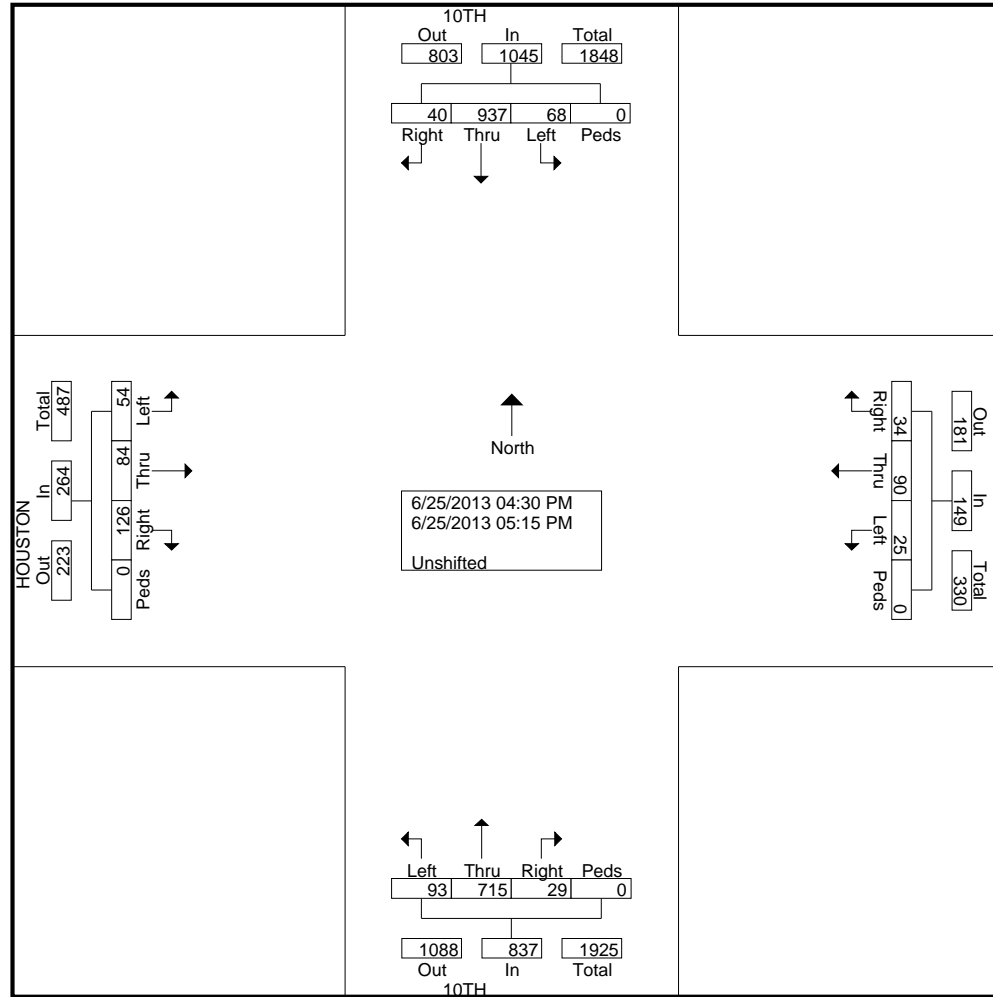 10TH
Out In Total
803 1045 1848
40 937 68 0
Right Thru Left Peds
Total In Out
487 264 223
HOUSTON
54 84 126 0
Left Thru Right Peds
North
6/25/2013 04:30 PM
6/25/2013 05:15 PM
Unshifted
Right Thru Left Peds
34 90 25 0
Out In Total
181 149 330
Left Thru Right Peds
93 715 29 0
1088 837 1925
Out In Total
10TH